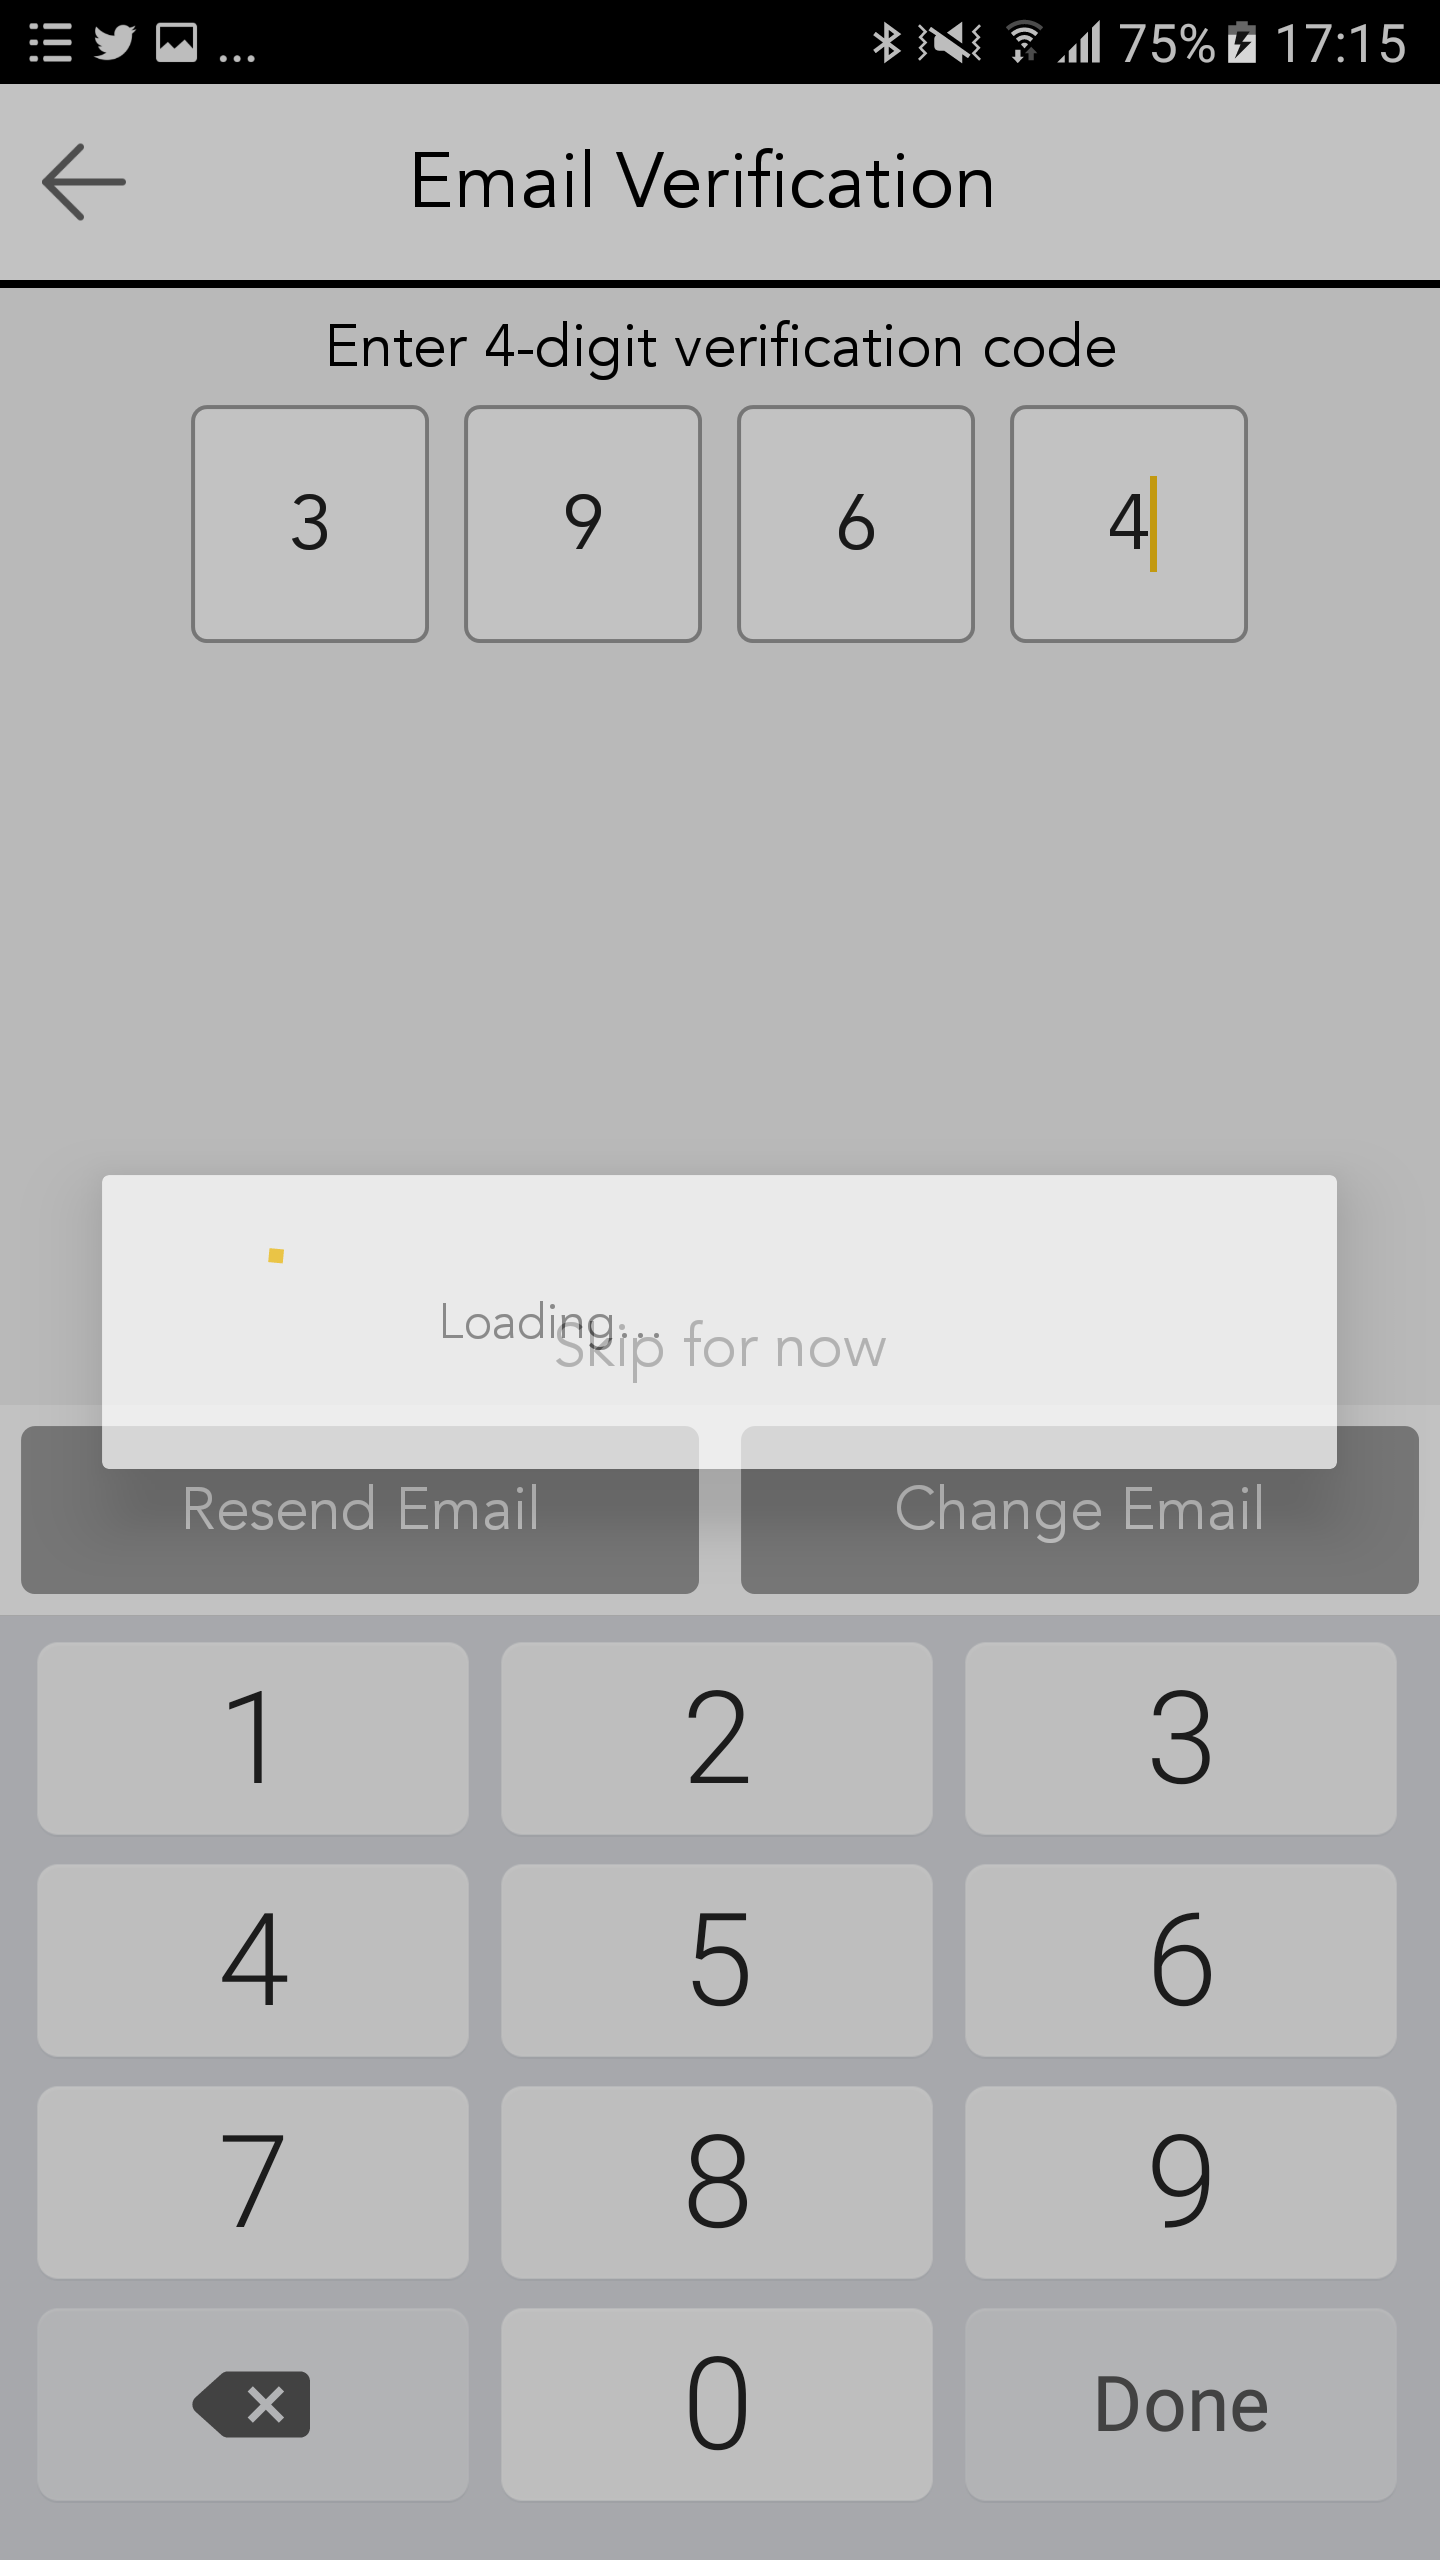 ... 75% 17:15
Email Verification
Enter 4-digit verification code
3 9 6 4
Loading...
Skip for now
Resend Email Change Email
1 2 3
4 5 6
7 8 9
0 Done